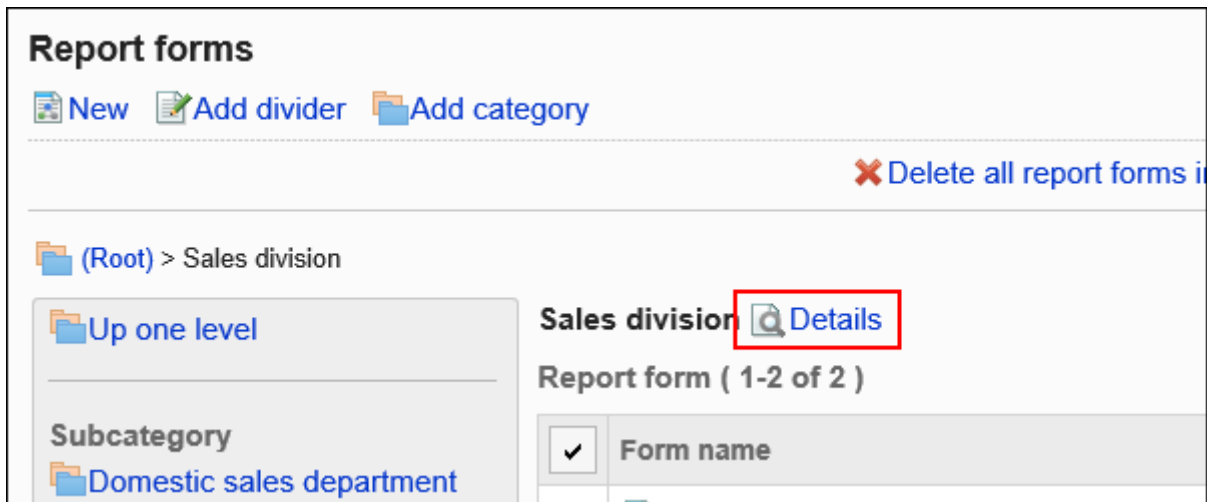 Report forms
New Add divider Add category
Delete all report forms
(Root) > Sales division
Up one level
Sales division Details
Report form ( 1-2 of 2 )
Subcategory
Form name
Domestic sales department